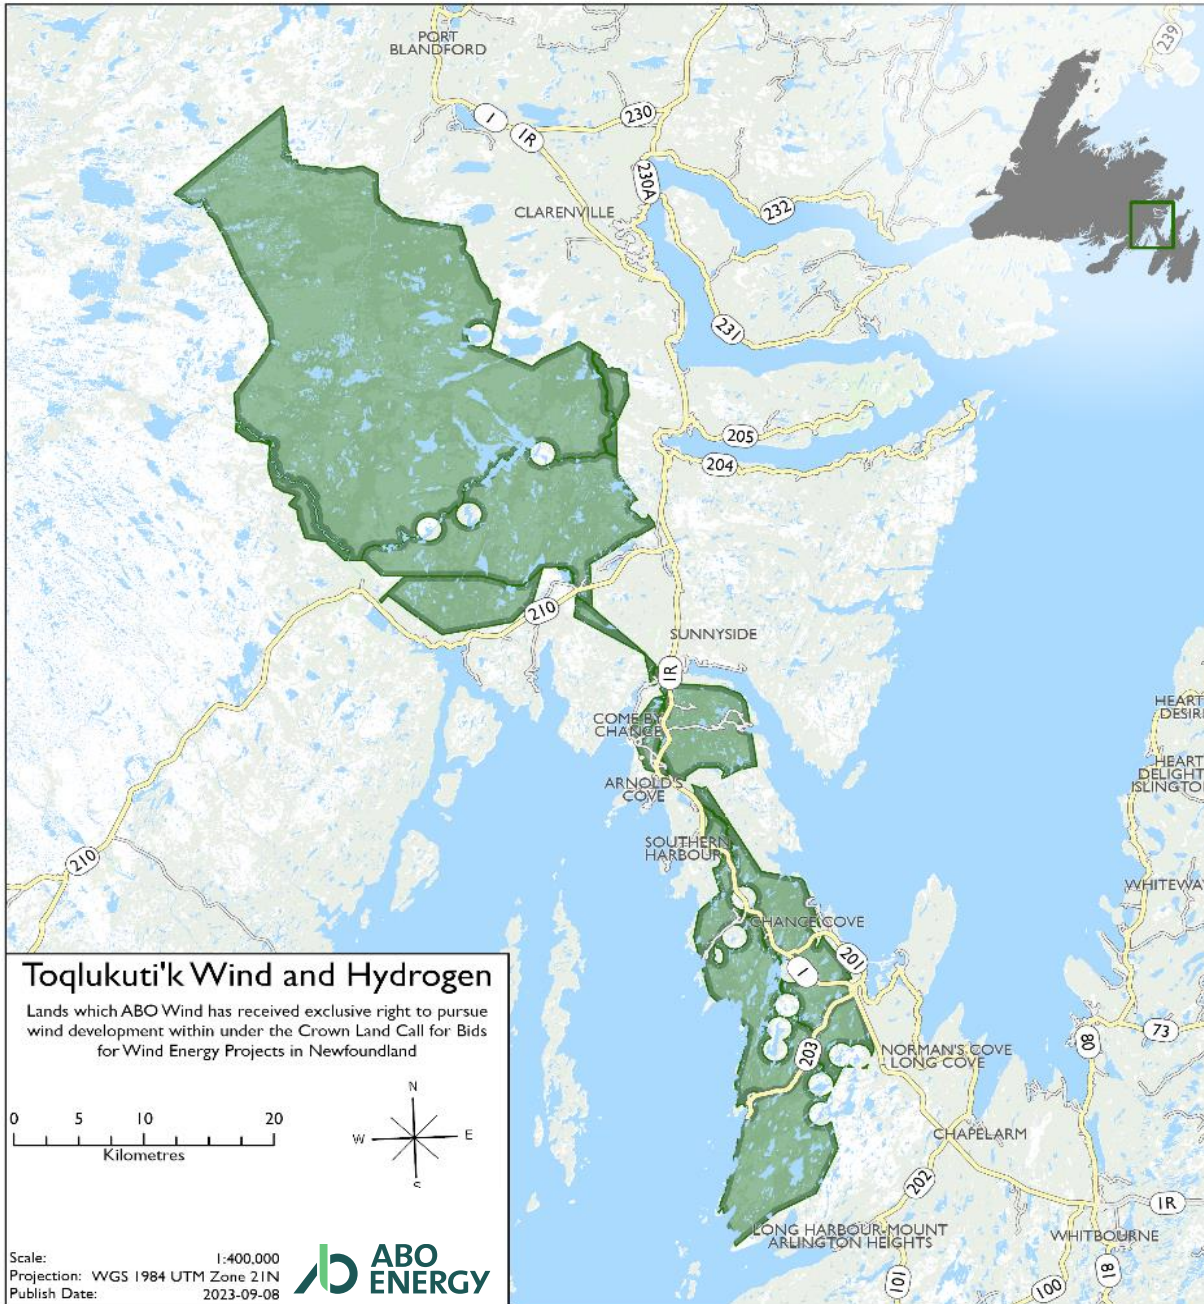 PORT
BLANDFORD
239
1
1R
230
230A
232
CLARENVILLE
231
205
204
210
SUNNYSIDE
1R
COME BY
CHANCE
HEART
DESIRE
HEART
DELIGHT
ISLINGTO
ARNOLD'S
COVE
SOUTHERN
HARBOUR
210
WHITEWA
CHANCE COVE
201
1
203
73
80
NORMAN'S COVE
LONG COVE
CHAPEL ARM
202
1R
LONG HARBOUR-MOUNT
ARLINGTON HEIGHTS
WHITBOURNE
101
100
81
Toqlukuti'k Wind and Hydrogen
Lands which ABO Wind has received exclusive right to pursue
wind development within under the Crown Land Call for Bids
for Wind Energy Projects in Newfoundland
0 5 10 20
Kilometres
N
W E
S
Scale: 1:400,000
Projection: WGS 1984 UTM Zone 21N
Publish Date: 2023-09-08
ABO
ENERGY